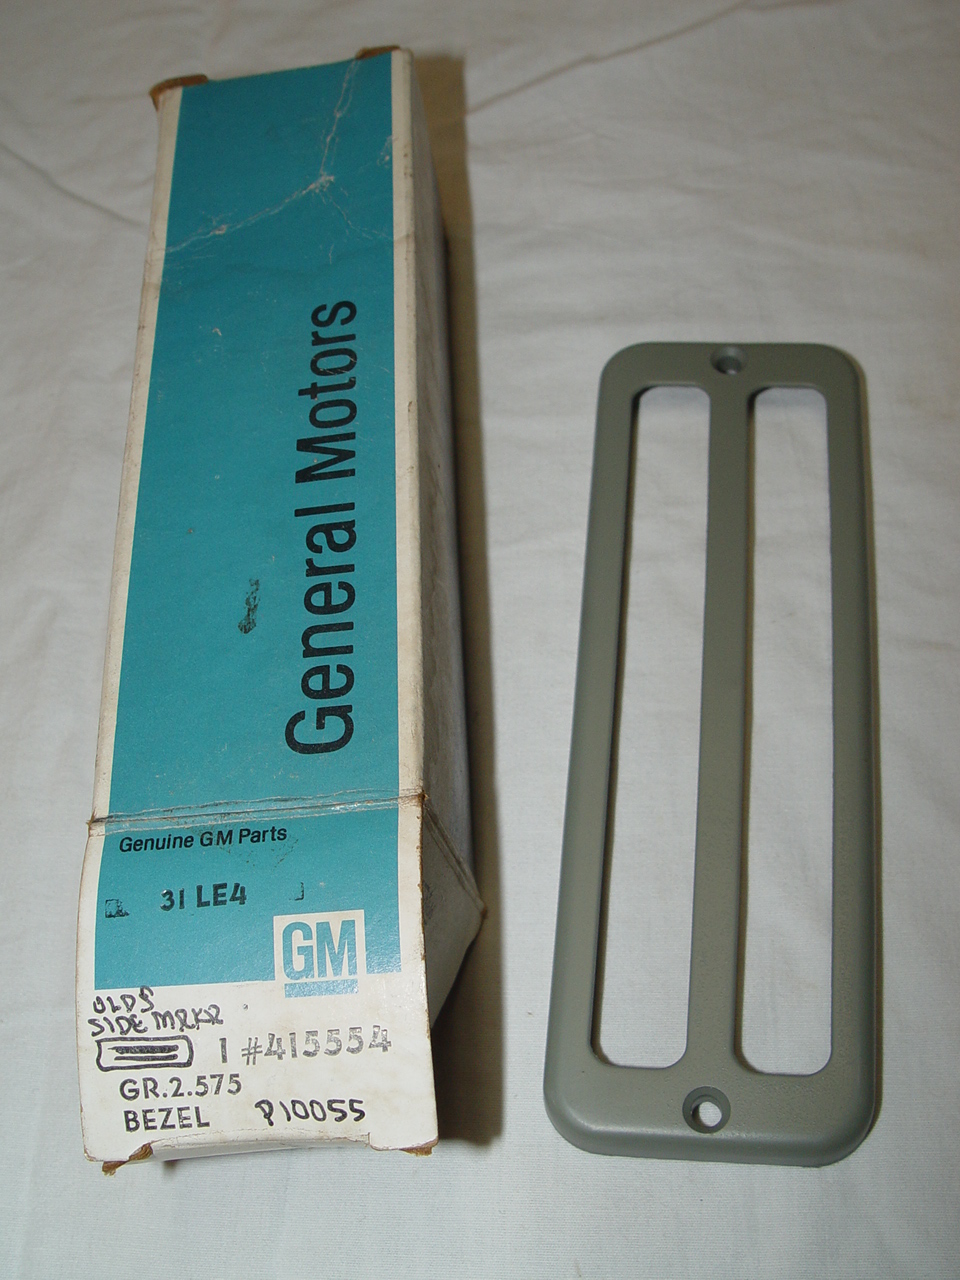 General Motors
Genuine GM Parts
31 LE4
GM
OLDS
SIDE MRKR
1 #415554
GR.2.575
BEZEL P10055